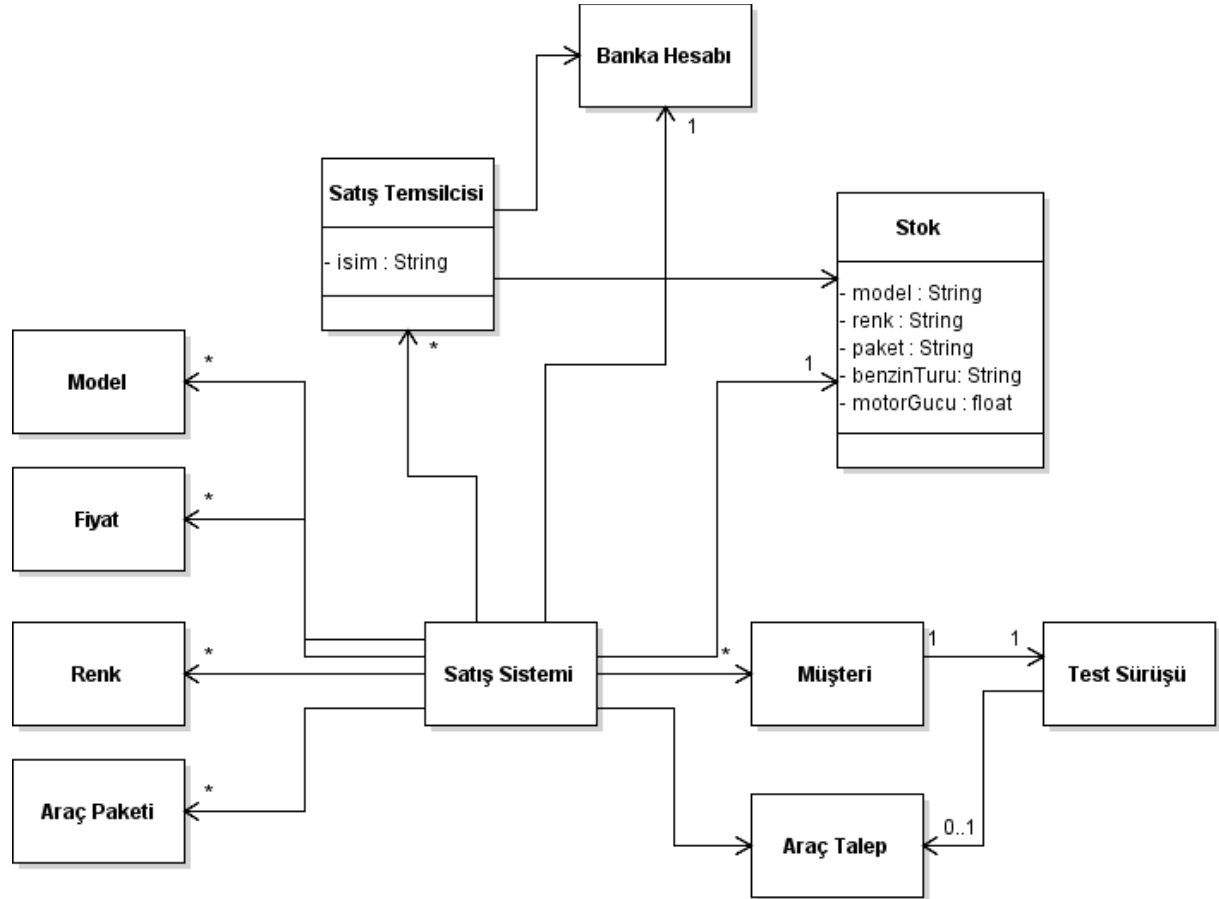 Banka Hesabı
1
Satış Temsilcisi
- isim : String
*
Stok
- model : String
- renk : String
- paket : String
- benzinTuru: String
- motorGucu : float
1
Model
*
Fiyat
*
Renk
*
Araç Paketi
*
Satış Sistemi
*
Müşteri
1
1
Test Sürüşü
Araç Talep
0..1